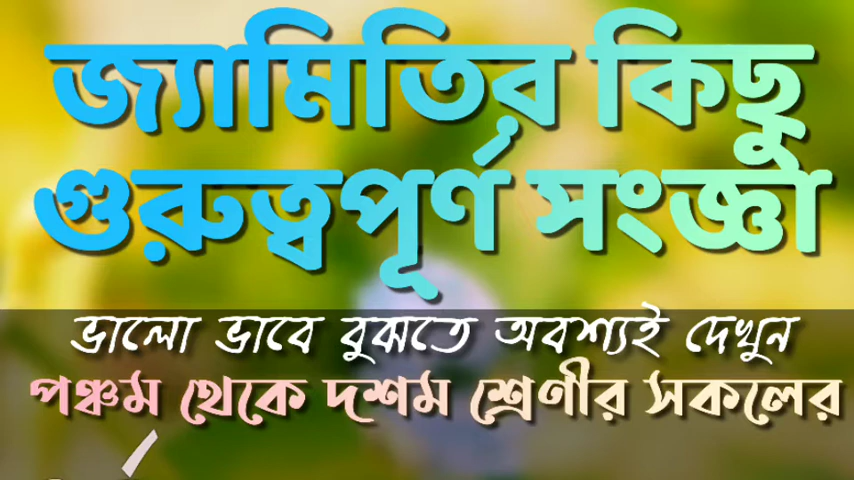 জ্যামিতির কিছু
গুরুত্বপূর্ণ সংজ্ঞা
ভালো ভাবে বুঝতে অবশ্যই দেখুন
পঞ্চম থেকে দশম শ্রেণীর সকলের